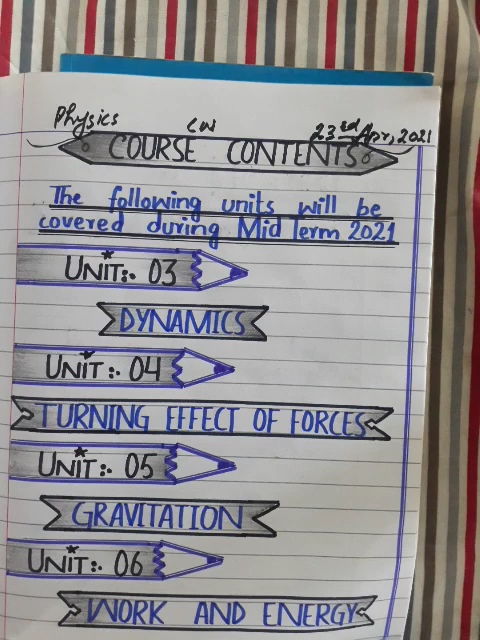 Physics CW 23rd Apr, 2021
COURSE CONTENTS
The following units will be
covered during Mid Term 2021
UNIT:- 03
DYNAMICS
UNIT:- 04
TURNING EFFECT OF FORCES
UNIT:- 05
GRAVITATION
UNIT:- 06
WORK AND ENERGY